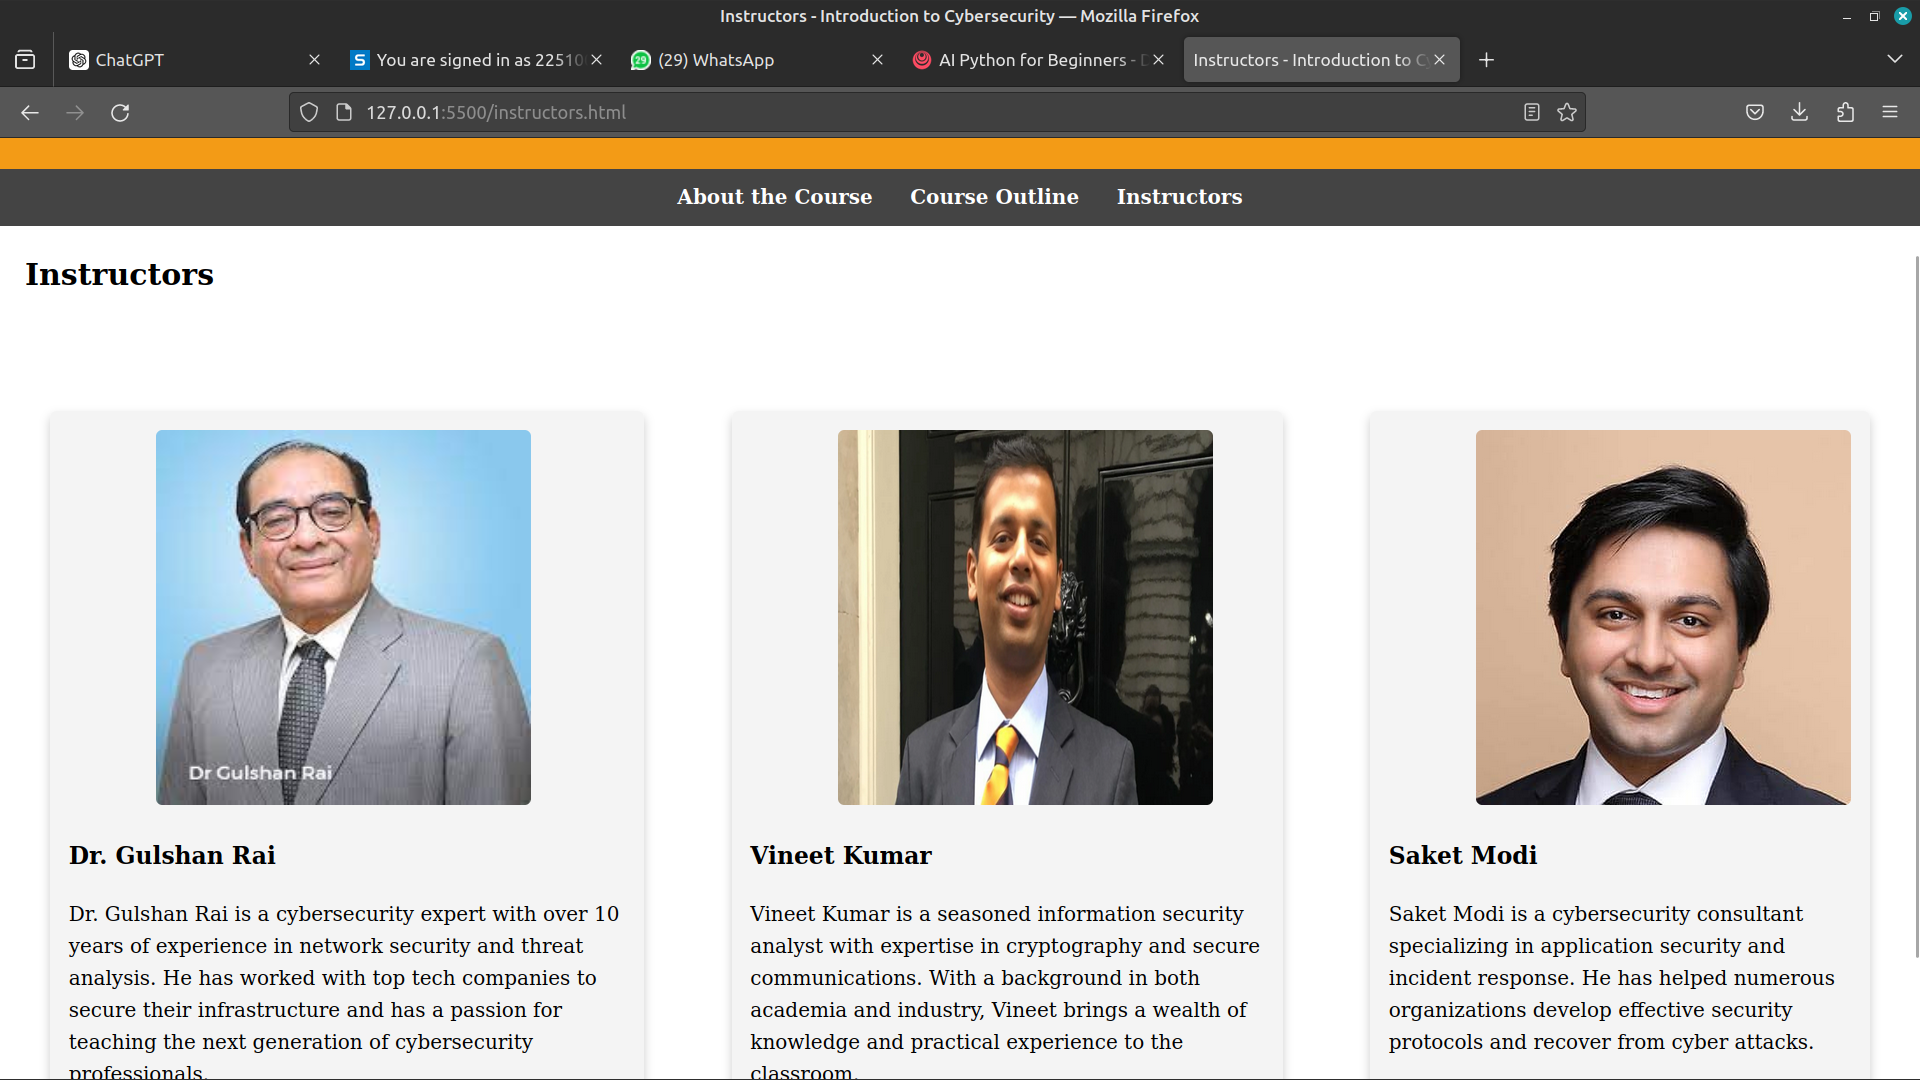 Instructors - Introduction to Cybersecurity — Mozilla Firefox
ChatGPT
You are signed in as 22510
(29) WhatsApp
AI Python for Beginners - D
Instructors - Introduction to C
127.0.0.1:5500/instructors.html
About the Course
Course Outline
Instructors
Instructors
Dr Gulshan Rai
Dr. Gulshan Rai
Dr. Gulshan Rai is a cybersecurity expert with over 10
years of experience in network security and threat
analysis. He has worked with top tech companies to
secure their infrastructure and has a passion for
teaching the next generation of cybersecurity
professionals.
Vineet Kumar
Vineet Kumar is a seasoned information security
analyst with expertise in cryptography and secure
communications. With a background in both
academia and industry, Vineet brings a wealth of
knowledge and practical experience to the
classroom.
Saket Modi
Saket Modi is a cybersecurity consultant
specializing in application security and
incident response. He has helped numerous
organizations develop effective security
protocols and recover from cyber attacks.